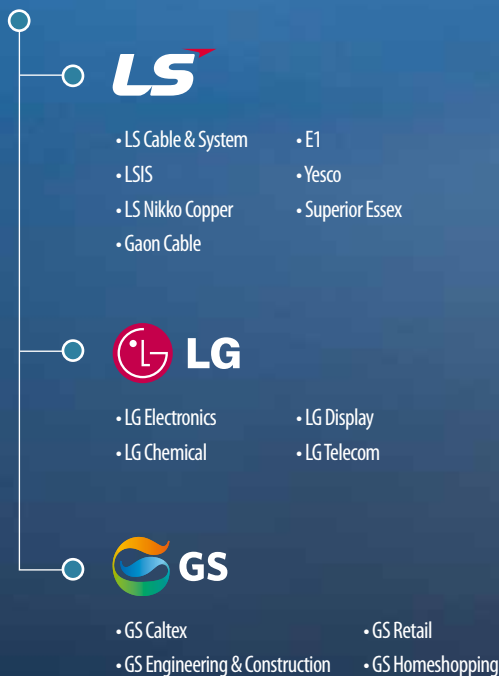 LS
• LS Cable & System
• LSIS
• LS Nikko Copper
• Gaon Cable
• E1
• Yesco
• Superior Essex
LG
• LG Electronics
• LG Chemical
• LG Display
• LG Telecom
GS
• GS Caltex
• GS Engineering & Construction
• GS Retail
• GS Homeshopping